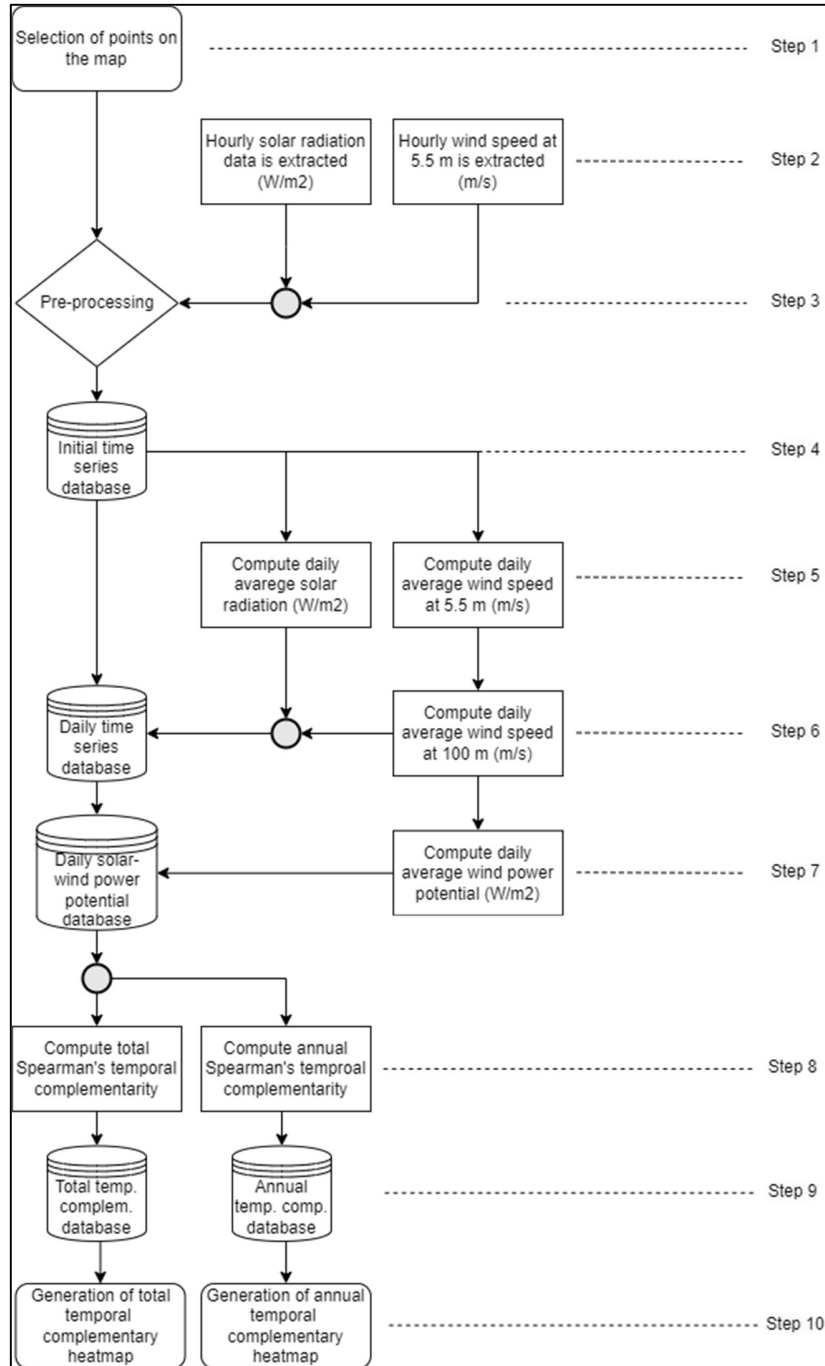 Selection of points on
the map
Step 1
Hourly solar radiation
data is extracted
(W/m2)
Hourly wind speed at
5.5 m is extracted
(m/s)
Step 2
Pre-processing
Step 3
Initial time
series
database
Step 4
Compute daily
avarege solar
radiation (W/m2)
Compute daily
average wind speed
at 5.5 m (m/s)
Step 5
Daily time
series
database
Compute daily
average wind speed
at 100 m (m/s)
Step 6
Daily solar-
wind power
potential
database
Compute daily
average wind power
potential (W/m2)
Step 7
Compute total
Spearman's temporal
complementarity
Compute annual
Spearman's temproal
complementarity
Step 8
Total temp.
complem.
database
Annual
temp. comp.
database
Step 9
Generation of total
temporal
complementary
heatmap
Generation of annual
temporal
complementary
heatmap
Step 10